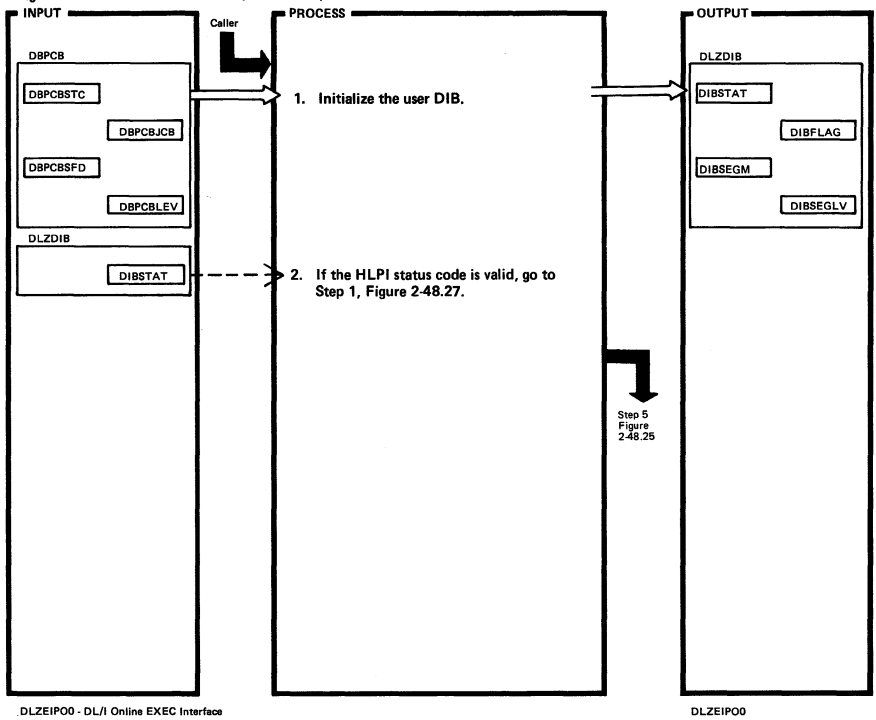 INPUT
Caller
PROCESS
OUTPUT
DBPCB
DBPCBSTC
DBPCBJCB
DBPCBSFD
DBPCBLEV
DLZDIB
DIBSTAT
1. Initialize the user DIB.
2. If the HLPI status code is valid, go to
Step 1, Figure 2-48.27.
Step 5
Figure
2-48.25
DLZDIB
DIBSTAT
DIBFLAG
DIBSEGM
DIBSEGLV
DLZEIPO0 - DL/I Online EXEC Interface
DLZEIPO0